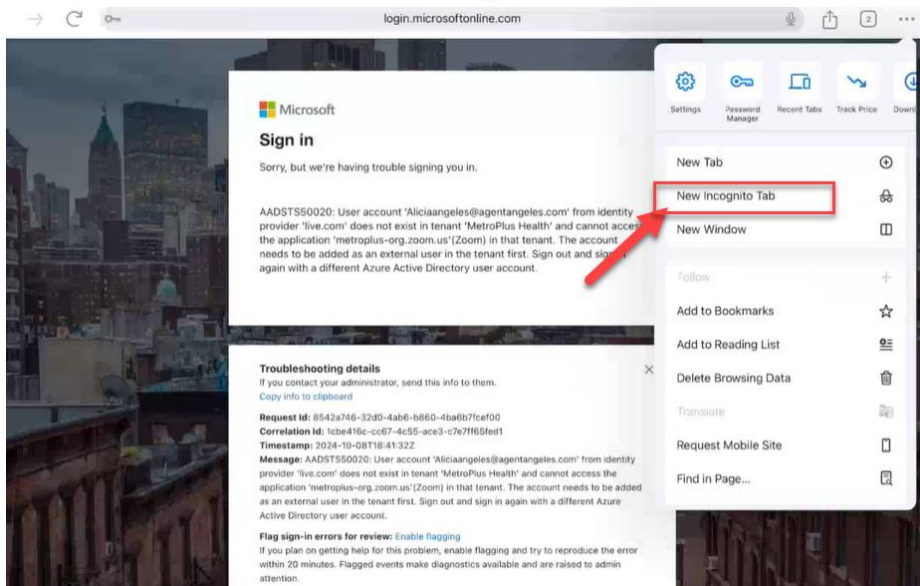 login.microsoftonline.com
2
Microsoft
Sign in
Sorry, but we're having trouble signing you in.
AADSTS50020: User account 'Aliciaangeles@agentangeles.com' from identity
provider 'live.com' does not exist in tenant 'MetroPlus Health' and cannot access
the application 'metroplus-org.zoom.us'(Zoom) in that tenant. The account
needs to be added as an external user in the tenant first. Sign out and
again with a different Azure Active Directory user account.
Troubleshooting details
If you contact your administrator, send this info to them.
Copy info to clipboard
Request Id: 8542a746-32d0-4ab6-b860-4ba6b7fcef00
Correlation Id: 1cbe416c-cc67-4c55-ace3-c7e7ff65fed1
Timestamp: 2024-10-08T18:41:32Z
Message: AADSTS50020: User account 'Aliciaangeles@agentangeles.com' from identity
provider 'live.com' does not exist in tenant 'MetroPlus Health' and cannot access the
application 'metroplus-org.zoom.us'(Zoom) in that tenant. The account needs to be added
as an external user in the tenant first. Sign out and sign in again with a different Azure
Active Directory user account.
Flag sign-in errors for review: Enable flagging
If you plan on getting help for this problem, enable flagging and try to reproduce the error
within 20 minutes. Flagged events make diagnostics available and are raised to admin
attention.
Settings
Password Manager
Recent Tabs
Track Price
Downl
New Tab
New Incognito Tab
New Window
Follow
Add to Bookmarks
Add to Reading List
Delete Browsing Data
Translate
Request Mobile Site
Find in Page...